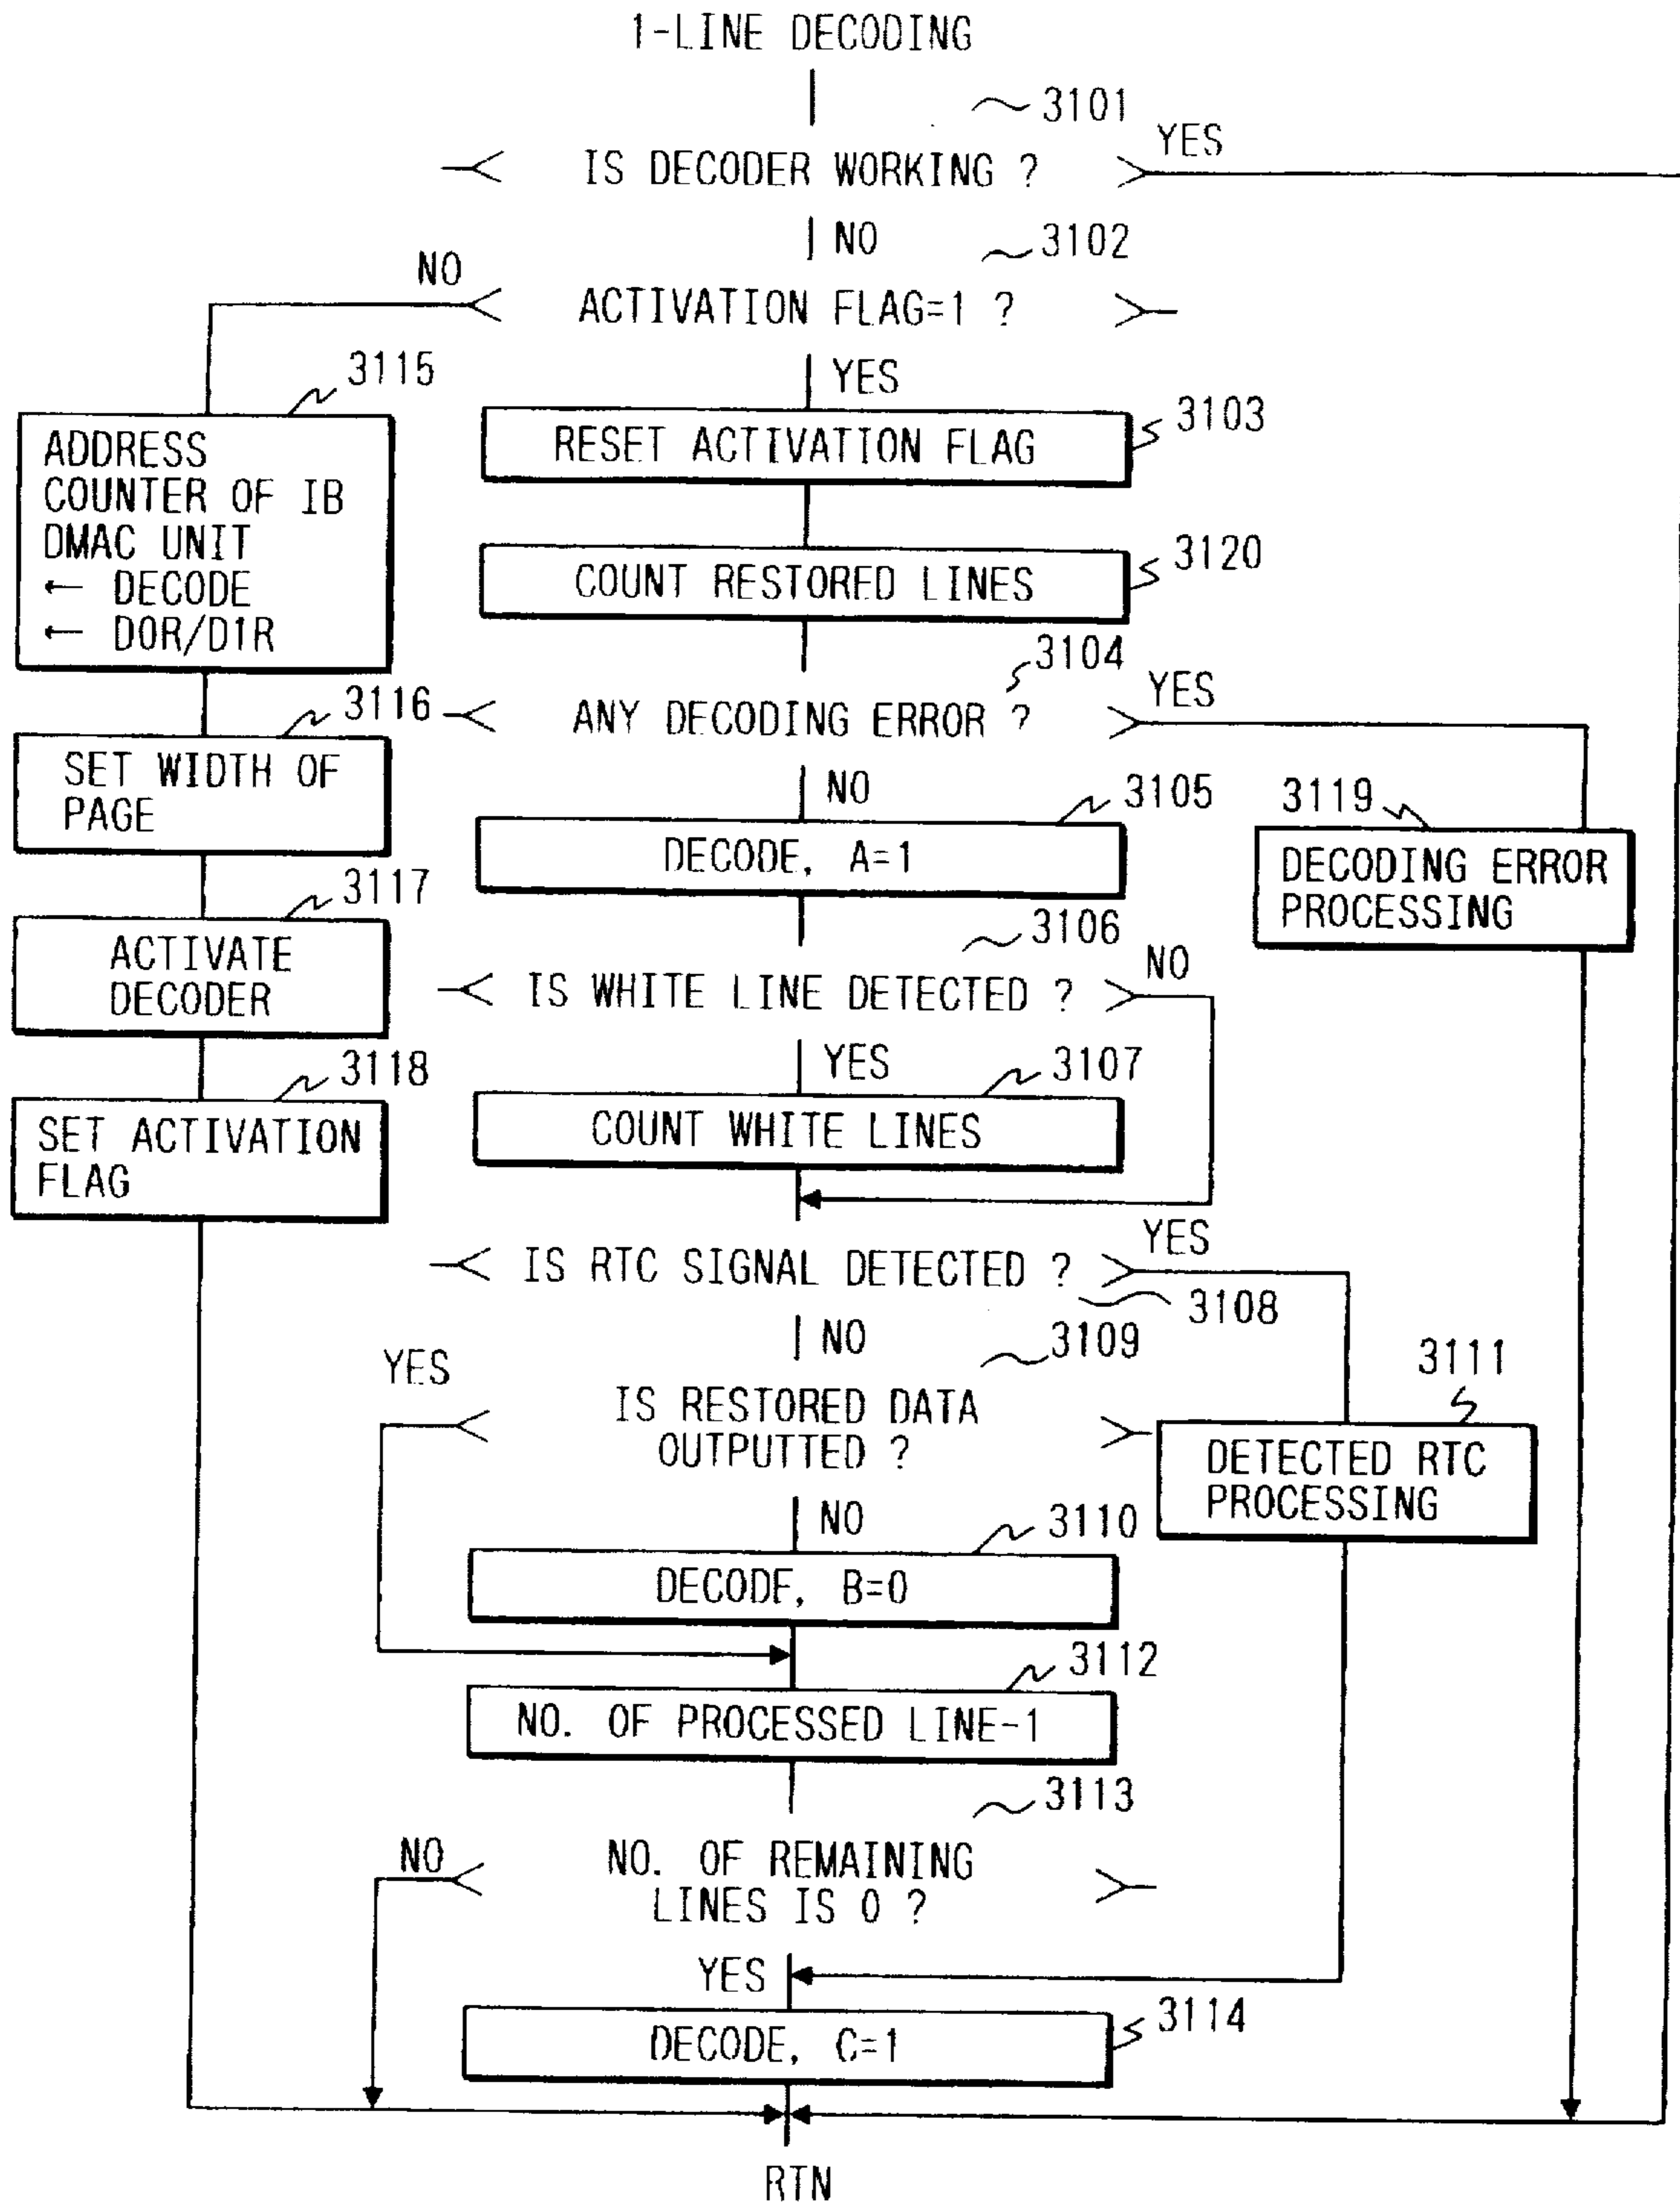 1-LINE DECODING
3101
IS DECODER WORKING ?
YES
NO
3102
NO
ACTIVATION FLAG=1 ?
YES
3115
ADDRESS
COUNTER OF IB
DMAC UNIT
← DECODE
← D0R/D1R
RESET ACTIVATION FLAG
3103
COUNT RESTORED LINES
3120
3104
ANY DECODING ERROR ?
YES
3116
SET WIDTH OF
PAGE
NO
3105
DECODE, A=1
3119
DECODING ERROR
PROCESSING
3117
ACTIVATE
DECODER
3106
IS WHITE LINE DETECTED ?
NO
YES
3107
COUNT WHITE LINES
3118
SET ACTIVATION
FLAG
IS RTC SIGNAL DETECTED ?
YES
3108
NO
3109
YES
IS RESTORED DATA
OUTPUTTED ?
3111
DETECTED RTC
PROCESSING
NO
3110
DECODE, B=0
3112
NO. OF PROCESSED LINE-1
3113
NO
NO. OF REMAINING
LINES IS 0 ?
YES
DECODE, C=1
3114
RTN